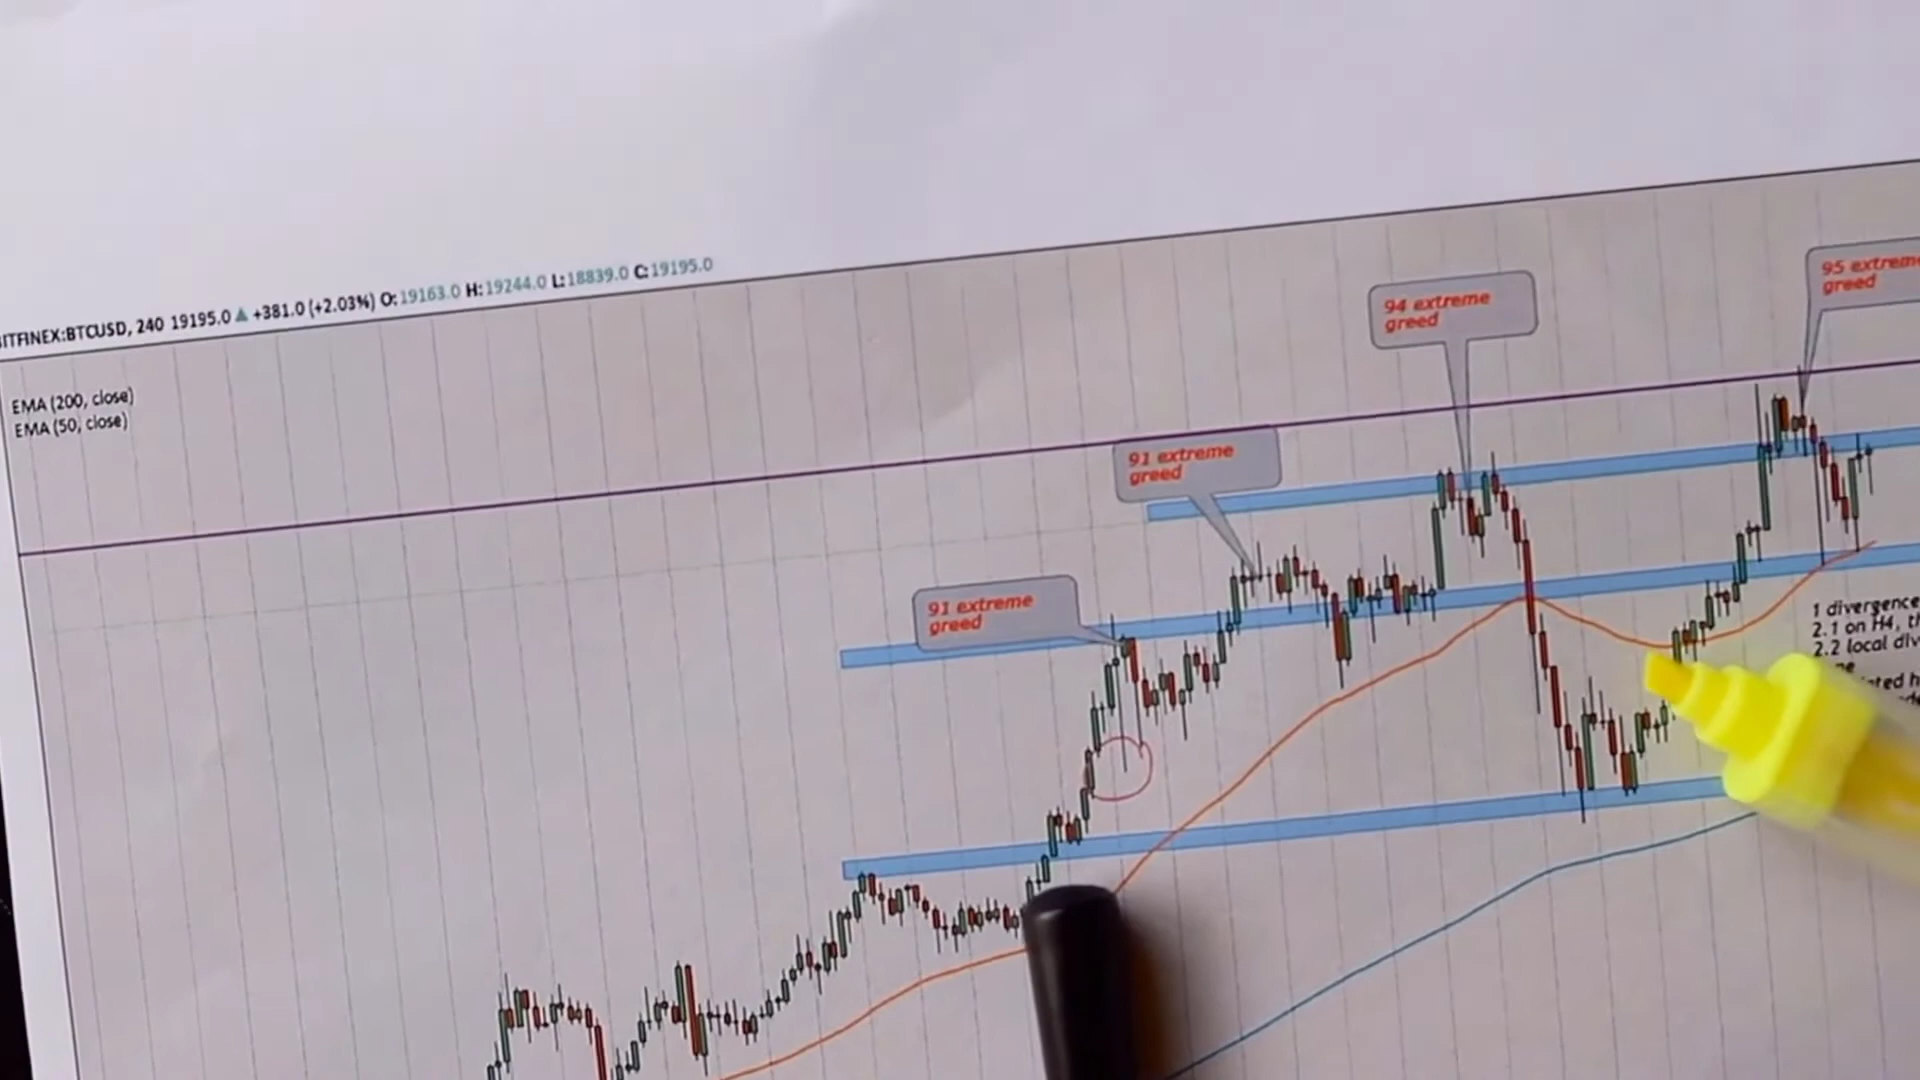 ITFINEX:BTCUSD, 240 19195.0 ▲ +381.0 (+2.03%) O:19163.0 H:19244.0 L:18839.0 C:19195.0
EMA (200, close)
EMA (50, close)
91 extreme
greed
91 extreme
greed
94 extreme
greed
95 extreme
greed
1 divergence
2.1 on H4,
2.2 local